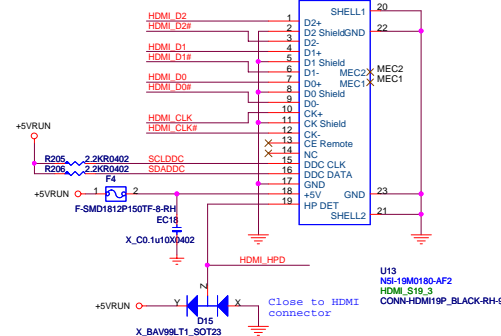 HDMI_D2
HDMI_D2#
HDMI_D1
HDMI_D1#
HDMI_D0
HDMI_D0#
HDMI_CLK
HDMI_CLK#
1 D2+
2 D2 Shield
3 D2-
4 D1+
5 D1 Shield
6 D1-
7 D0+
8 D0 Shield
9 D0-
10 CK+
11 CK Shield
12 CK-
13 CE Remote
14 NC
15 DDC CLK
16 DDC DATA
17 GND
18 +5V
19 HP DET
SHELL1 20
GND 22
MEC2 MEC2
MEC1 MEC1
GND 23
SHELL2 21
+5VRUN
R205 2.2KR0402 SCLDDC
R206 2.2KR0402 SDADDC
F4
+5VRUN 1 2
F-SMD1812P150TF-8-RH
EC18
X_C0.1u10X0402
HDMI_HPD
Z
+5VRUN Y X
D15
X_BAV99LT1_SOT23
Close to HDMI
connector
U13
N5I-19M0180-AF2
HDMI_S19_3
CONN-HDMI19P_BLACK-RH-9